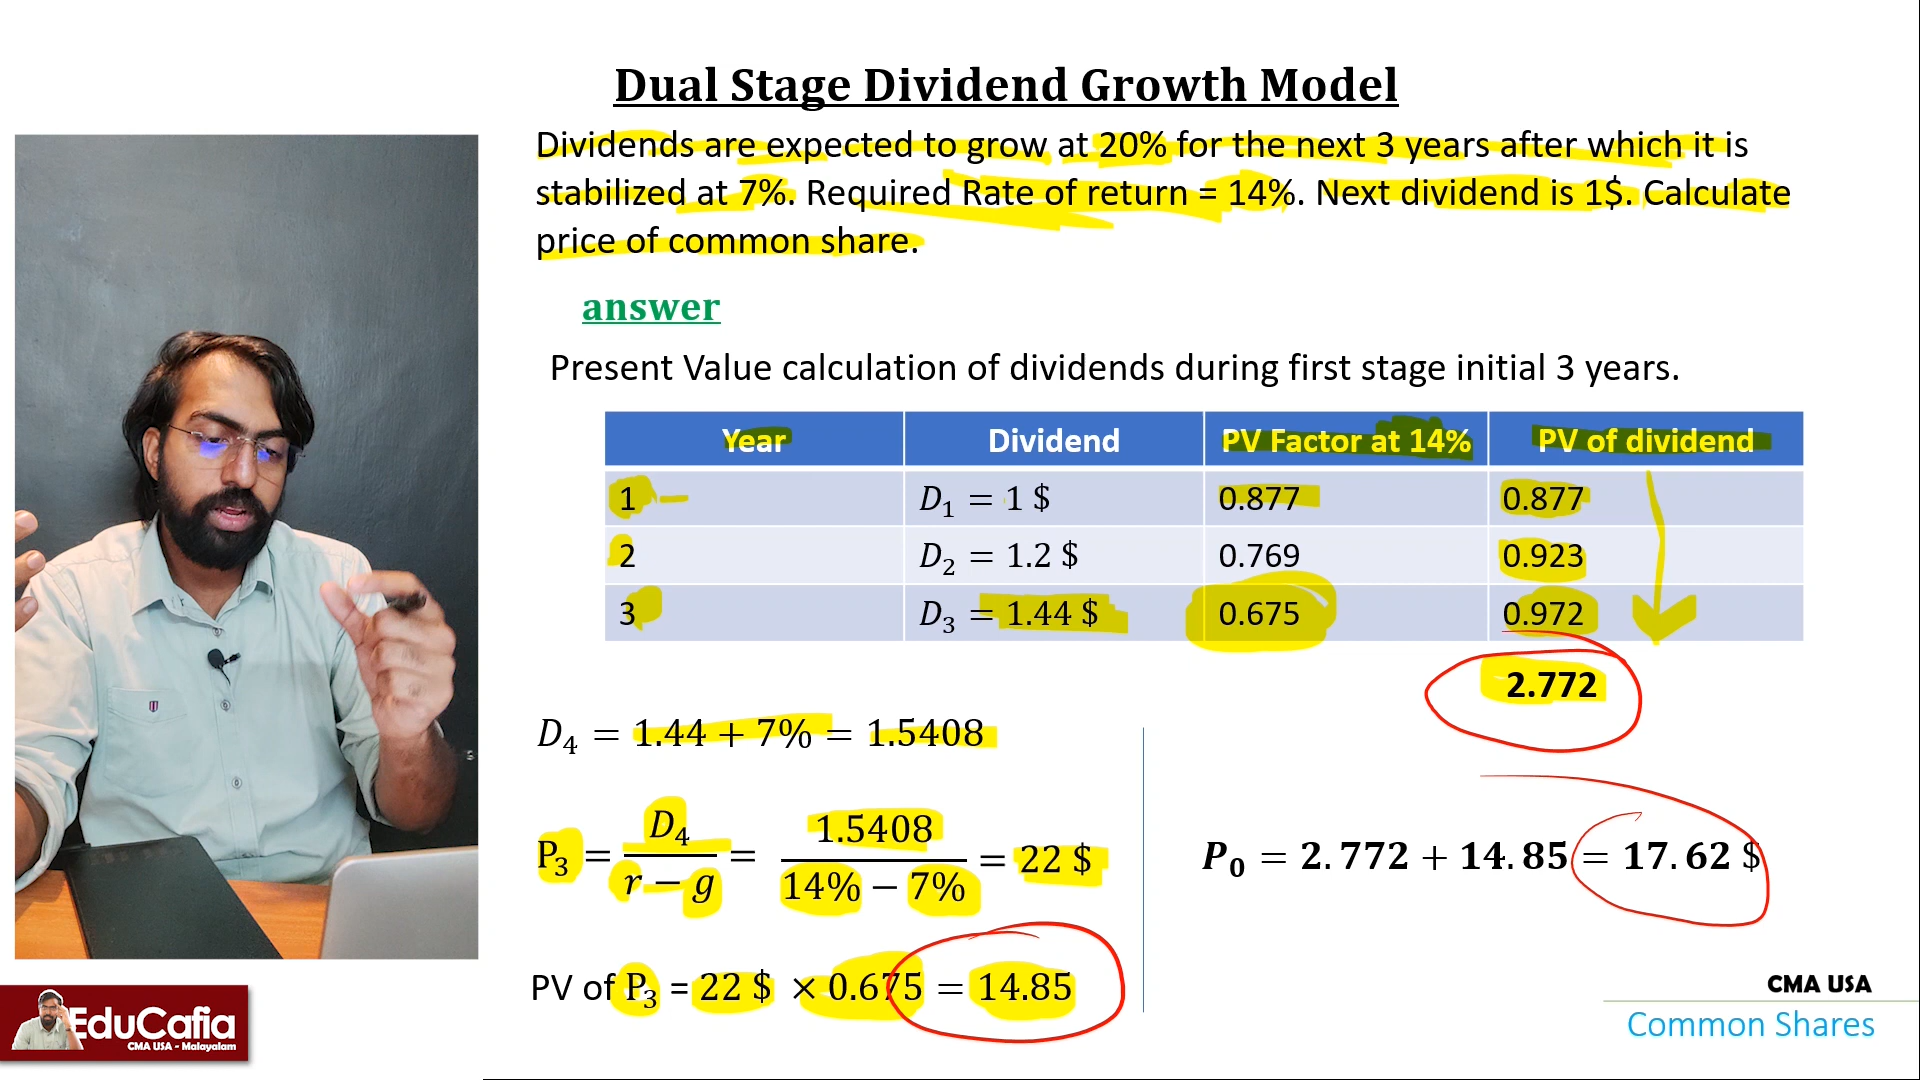 Dual Stage Dividend Growth Model
Dividends are expected to grow at 20% for the next 3 years after which it is
stabilized at 7%. Required Rate of return = 14%. Next dividend is 1$. Calculate
price of common share.
answer
Present Value calculation of dividends during first stage initial 3 years.
Year Dividend PV Factor at 14% PV of dividend
1 D₁ = 1 $ 0.877 0.877
2 D₂ = 1.2 $ 0.769 0.923
3 D₃ = 1.44 $ 0.675 0.972
2.772
D₄ = 1.44 + 7% = 1.5408
P₃ = D₄ / r − g = 1.5408 / 14% − 7% = 22 $
PV of P₃ = 22 $ × 0.675 = 14.85
P₀ = 2.772 + 14.85 = 17.62 $
CMA USA
Common Shares
EduCafia
CMA USA - Malayalam